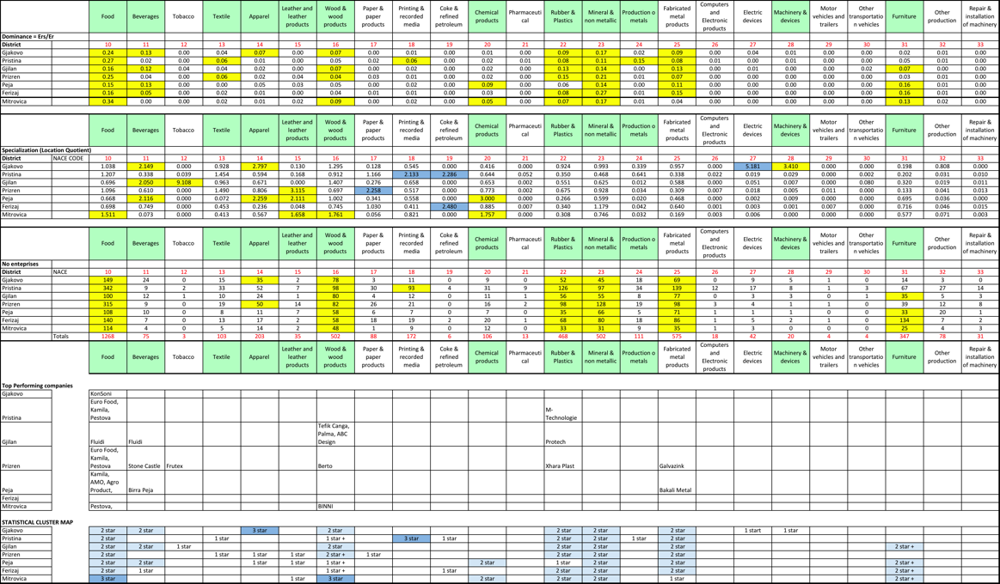 Food Beverages Tobacco Textile Apparel Leather and leather products Wood & wood products Paper & paper products Printing & recorded media Coke & refined petroleum Chemical products Pharmaceuti cal Rubber & Plastics Mineral & non metallic Production o metals Fabricated metal products Computers and Electronic products Electric devices Machinery & devices Motor vehicles and trailers Other transportatio n vehicles Furniture Other production Repair & installation of machinery
Dominance = Ers/Er
District 10 11 12 13 14 15 16 17 18 19 20 21 22 23 24 25 26 27 28 29 30 31 32 33
Gjakovo 0.24 0.13 0.00 0.04 0.07 0.00 0.07 0.00 0.01 0.00 0.01 0.00 0.09 0.17 0.02 0.09 0.00 0.04 0.01 0.00 0.00 0.02 0.01 0.00
Pristina 0.27 0.02 0.00 0.06 0.01 0.00 0.05 0.02 0.06 0.00 0.02 0.01 0.08 0.11 0.15 0.08 0.00 0.01 0.00 0.00 0.00 0.05 0.01 0.00
Gjilan 0.16 0.12 0.04 0.04 0.02 0.00 0.07 0.00 0.02 0.00 0.02 0.00 0.13 0.14 0.00 0.13 0.00 0.00 0.00 0.00 0.00 0.07 0.01 0.00
Prizren 0.25 0.04 0.00 0.06 0.02 0.04 0.04 0.03 0.01 0.00 0.02 0.00 0.15 0.21 0.01 0.07 0.00 0.00 0.00 0.00 0.00 0.03 0.01 0.00
Peja 0.15 0.13 0.00 0.00 0.05 0.03 0.05 0.00 0.02 0.00 0.09 0.00 0.06 0.14 0.00 0.11 0.00 0.00 0.00 0.00 0.00 0.16 0.01 0.00
Ferizaj 0.16 0.05 0.00 0.02 0.01 0.00 0.04 0.02 0.01 0.00 0.03 0.00 0.08 0.27 0.01 0.15 0.00 0.00 0.00 0.00 0.00 0.16 0.01 0.00
Mitrovica 0.34 0.00 0.00 0.02 0.01 0.02 0.09 0.00 0.02 0.00 0.05 0.00 0.07 0.17 0.01 0.04 0.00 0.00 0.00 0.00 0.00 0.13 0.02 0.00
Food Beverages Tobacco Textile Apparel Leather and leather products Wood & wood products Paper & paper products Printing & recorded media Coke & refined petroleum Chemical products Pharmaceuti cal Rubber & Plastics Mineral & non metallic Production o metals Fabricated metal products Computers and Electronic products Electric devices Machinery & devices Motor vehicles and trailers Other transportatio n vehicles Furniture Other production Repair & installation of machinery
Specialization (Location Quotient)
District NACE CODE 10 11 12 13 14 15 16 17 18 19 20 21 22 23 24 25 26 27 28 29 30 31 32 33
Gjakovo 1.038 2.149 0.000 0.928 2.797 0.130 1.295 0.128 0.545 0.000 0.416 0.000 0.924 0.993 0.339 0.957 0.000 5.181 3.410 0.000 0.000 0.198 0.808 0.000
Pristina 1.207 0.338 0.039 1.454 0.594 0.168 0.912 1.166 2.133 2.286 0.644 0.052 0.350 0.468 0.641 0.338 0.022 0.019 0.029 0.000 0.002 0.202 0.031 0.010
Gjilan 0.696 2.050 9.108 0.963 0.671 0.000 1.407 0.276 0.658 0.000 0.653 0.002 0.551 0.625 0.012 0.588 0.000 0.051 0.007 0.000 0.080 0.320 0.019 0.011
Prizren 1.096 0.610 0.000 1.490 0.806 3.115 0.697 2.258 0.517 0.000 0.773 0.002 0.675 0.928 0.034 0.309 0.007 0.018 0.005 0.011 0.000 0.133 0.041 0.013
Peja 0.668 2.116 0.000 0.072 2.259 2.111 1.002 0.341 0.558 0.000 3.000 0.000 0.266 0.599 0.020 0.468 0.000 0.009 0.002 0.000 0.000 0.695 0.036 0.000
Ferizaj 0.698 0.749 0.000 0.453 0.236 0.048 0.745 1.030 0.411 2.480 0.885 0.007 0.340 1.179 0.042 0.640 0.001 0.003 0.001 0.007 0.000 0.716 0.046 0.015
Mitrovica 1.511 0.073 0.000 0.413 0.567 1.658 1.761 0.056 0.821 0.000 1.757 0.000 0.308 0.746 0.032 0.169 0.003 0.006 0.000 0.000 0.000 0.577 0.071 0.003
Food Beverages Tobacco Textile Apparel Leather and leather products Wood & wood products Paper & paper products Printing & recorded media Coke & refined petroleum Chemical products Pharmaceuti cal Rubber & Plastics Mineral & non metallic Production o metals Fabricated metal products Computers and Electronic products Electric devices Machinery & devices Motor vehicles and trailers Other transportatio n vehicles Furniture Other production Repair & installation of machinery
No enteprises
District NACE 10 11 12 13 14 15 16 17 18 19 20 21 22 23 24 25 26 27 28 29 30 31 32 33
Gjakovo 149 24 0 15 35 2 78 3 11 0 9 0 52 45 18 69 0 9 5 1 0 14 3 0
Pristina 342 9 2 33 52 7 98 30 93 4 31 9 126 97 34 139 12 17 8 1 3 67 27 14
Gjilan 100 12 1 10 24 1 80 4 12 0 11 1 56 55 8 77 0 3 3 0 1 35 5 3
Prizren 315 9 0 19 50 14 82 26 21 0 16 2 98 128 19 98 3 4 1 1 0 39 12 8
Peja 108 10 0 8 11 7 58 6 7 0 7 0 35 66 5 71 1 1 1 0 0 33 20 1
Ferizaj 140 7 0 13 17 2 58 18 19 2 20 1 68 80 18 86 1 5 2 1 0 134 7 2
Mitrovica 114 4 0 5 14 2 48 1 9 0 12 0 33 31 9 35 1 3 0 0 0 25 4 3
Totals 1268 75 3 103 203 35 502 88 172 6 106 13 468 502 111 575 18 42 20 4 4 347 78 31
Food Beverages Tobacco Textile Apparel Leather and leather products Wood & wood products Paper & paper products Printing & recorded media Coke & refined petroleum Chemical products Pharmaceuti cal Rubber & Plastics Mineral & non metallic Production o metals Fabricated metal products Computers and Electronic products Electric devices Machinery & devices Motor vehicles and trailers Other transportatio n vehicles Furniture Other production Repair & installation of machinery
Top Performing companies
Gjakovo KonSoni
Pristina Euro Food, Kamila, Pestova M-Technologie
Gjilan Fluidi Fluidi Tefik Canga, Palma, ABC Design Protech
Prizren Euro Food, Kamila, Pestova Stone Castle Frutex Berto Xhara Plast Galvazink
Peja Kamila, AMO, Agro Product, Birra Peja Bakali Metal
Ferizaj
Mitrovica Pestova, BINNI
STATISTICAL CLUSTER MAP
Gjakovo 2 star 2 star 3 star 2 star 2 star 2 star 2 star 1 start 1 star
Pristina 2 star 1 star 1 star + 3 star 1 star 2 star 2 star 1 star 2 star
Gjilan 2 star 2 star 1 star 2 star 2 star 2 star 2 star 2 star +
Prizren 2 star 1 star 1 star 1 star 2 star + 1 star 2 star 2 star 2 star
Peja 2 star 2 star 1 star 1 star 1 star + 2 star 1 star 2 star 2 star 2 star +
Ferizaj 2 star 1 star 1 star + 1 star 2 star 2 star 2 star 2 star +
Mitrovica 3 star 1 star 3 star 2 star 2 star 2 star 1 star 2 star +